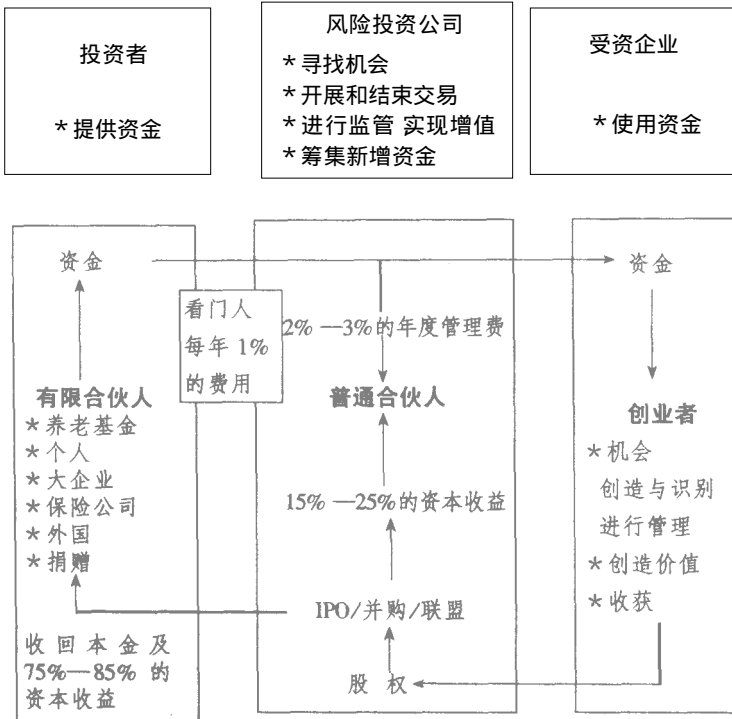 投资者
*提供资金
风险投资公司
*寻找机会
*开展和结束交易
*进行监管 实现增值
*筹集新增资金
受资企业
*使用资金
资金
看门人
每年 1%
的费用
有限合伙人
*养老基金
*个人
*大企业
*保险公司
*外国
*捐赠
收回本金及
75%—85% 的
资本收益
2% —3%的年度管理费
普通合伙人
15% —25%的资本收益
IPO/并购/联盟
股 权
资金
创业者
*机会
创造与识别
进行管理
*创造价值
*收获